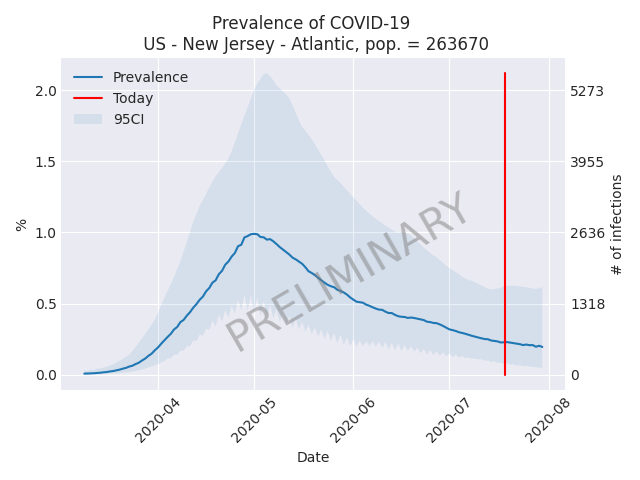 Prevalence of COVID-19
US - New Jersey - Atlantic, pop. = 263670
Prevalence
Today
95CI
2.0
1.5
1.0
0.5
0.0
%
5273
3955
2636
1318
0
# of infections
PRELIMINARY
2020-04
2020-05
2020-06
2020-07
2020-08
Date